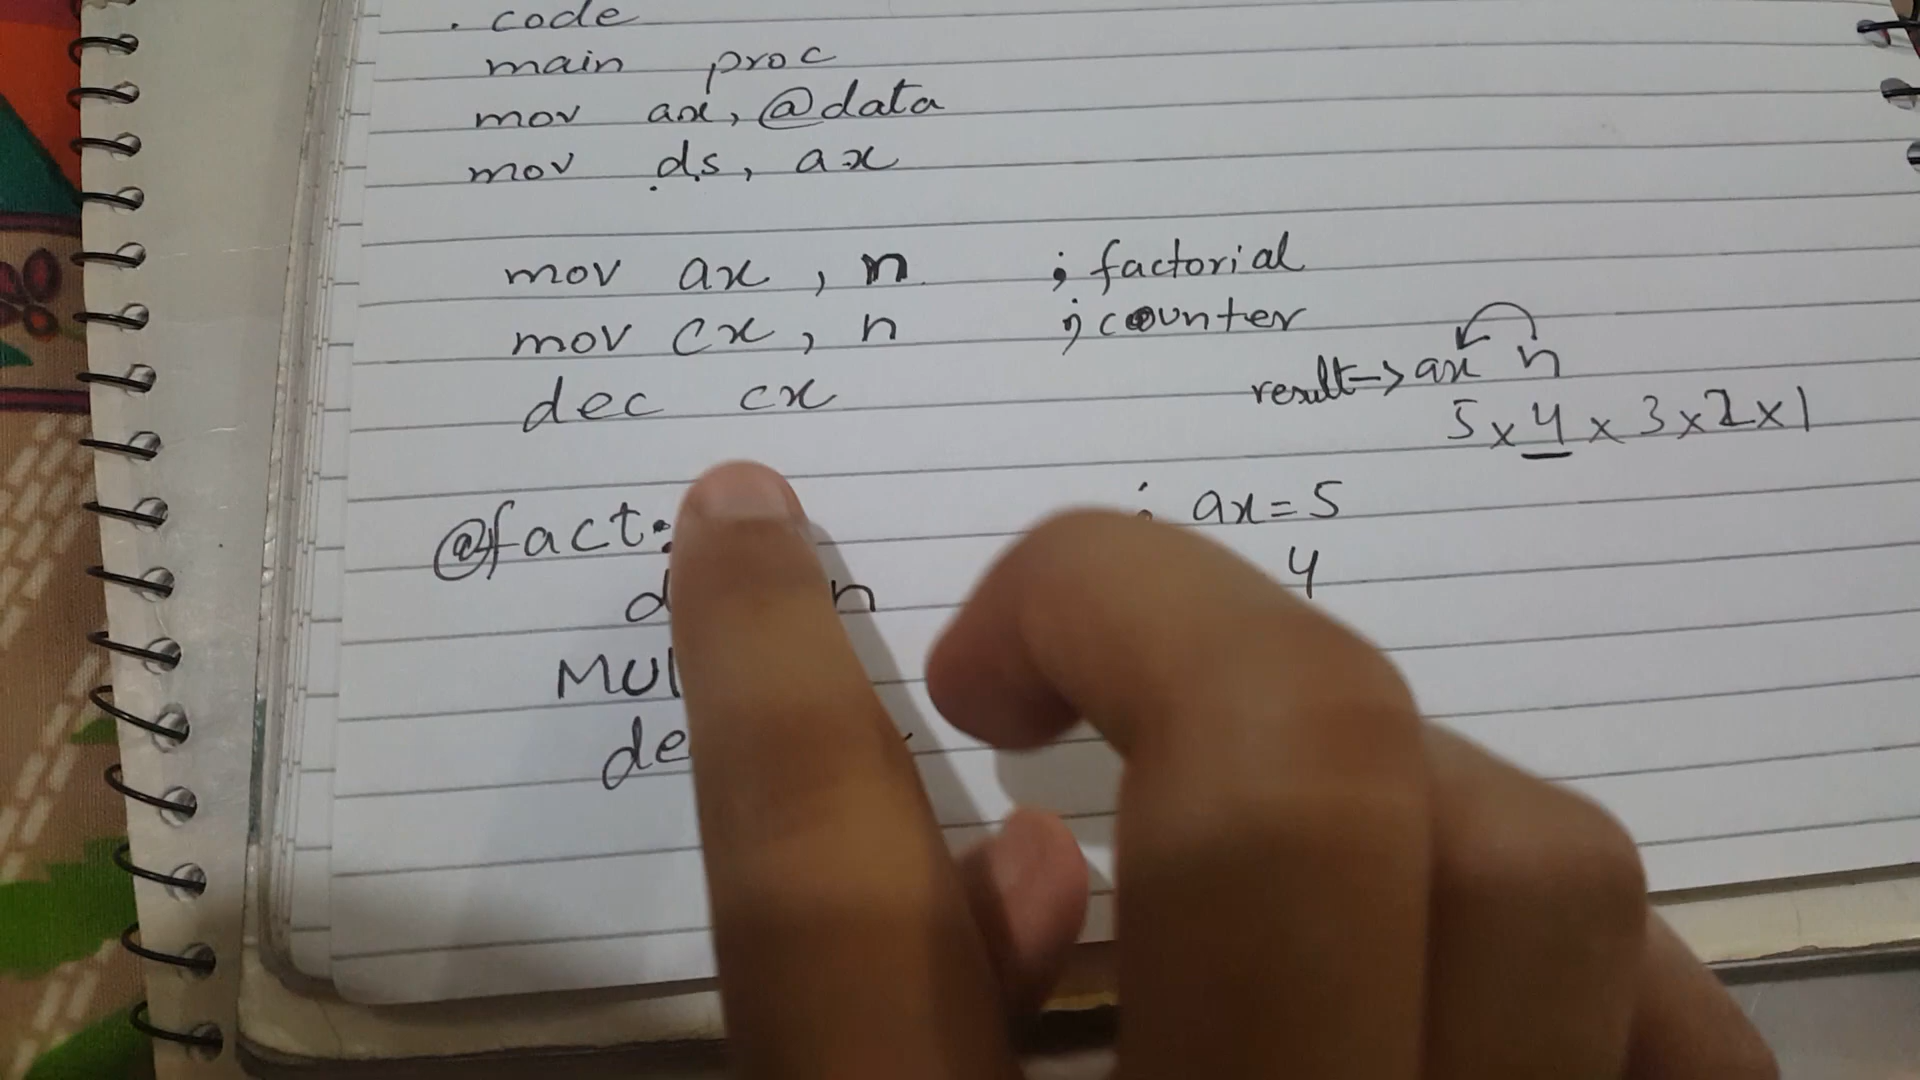 . code
main proc
mov ax, @data
mov ds, ax
mov ax, n ; factorial
mov cx, n ; counter
dec cx
result-> ax n
5 x 4 x 3 x 2 x 1
@fact: ; ax = 5
n 4
MUL